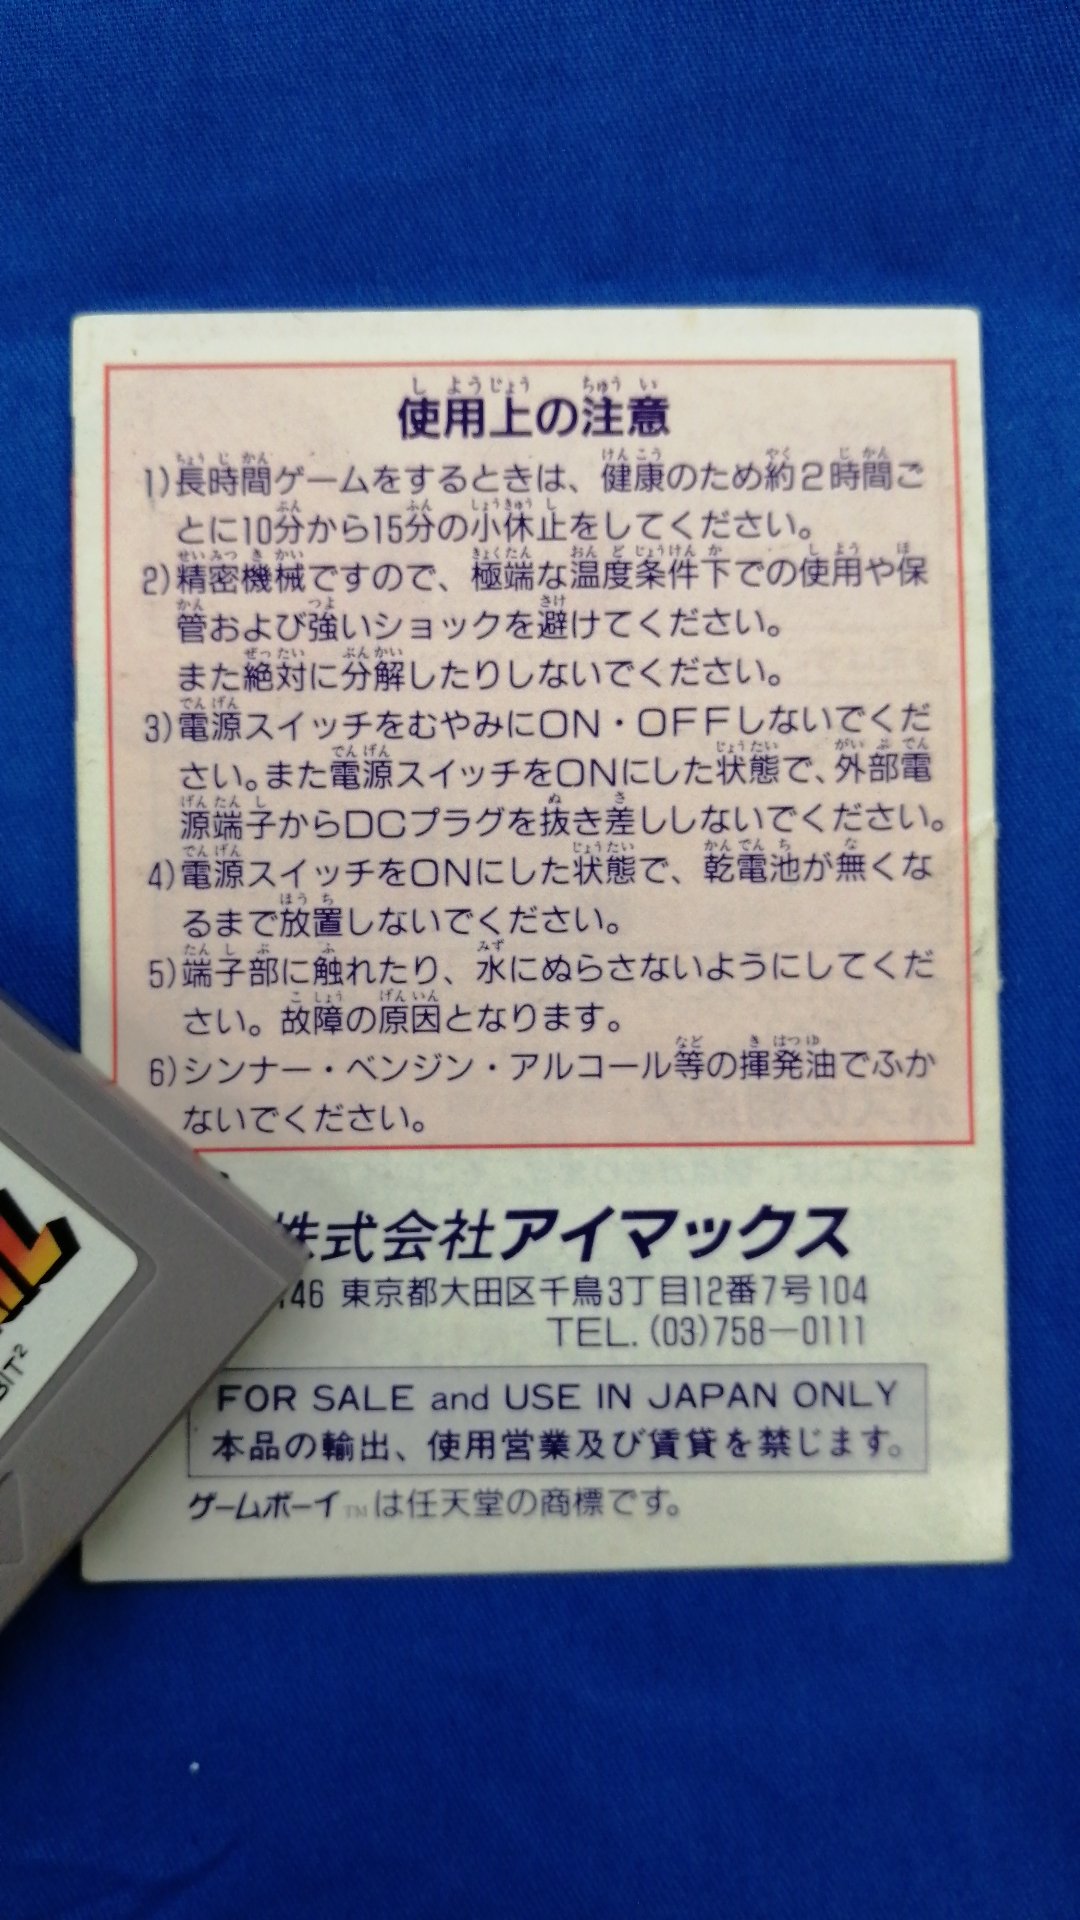 使用上の注意
1)長時間ゲームをするときは、健康のため約2時間ご
とに10分から15分の小休止をしてください。
2)精密機械ですので、極端な温度条件下での使用や保
管および強いショックを避けてください。
また絶対に分解したりしないでください。
3)電源スイッチをむやみにON・OFFしないでくだ
さい。また電源スイッチをONにした状態で、外部電
源端子からDCプラグを抜き差ししないでください。
4)電源スイッチをONにした状態で、乾電池が無くな
るまで放置しないでください。
5)端子部に触れたり、水にぬらさないようにしてくだ
さい。故障の原因となります。
6)シンナー・ベンジン・アルコール等の揮発油でふか
ないでください。
株式会社アイマックス
146 東京都大田区千鳥3丁目12番7号104
TEL. (03)758-0111
FOR SALE and USE IN JAPAN ONLY
本品の輸出、使用営業及び賃貸を禁じます。
ゲームボーイ™は任天堂の商標です。
BIT²